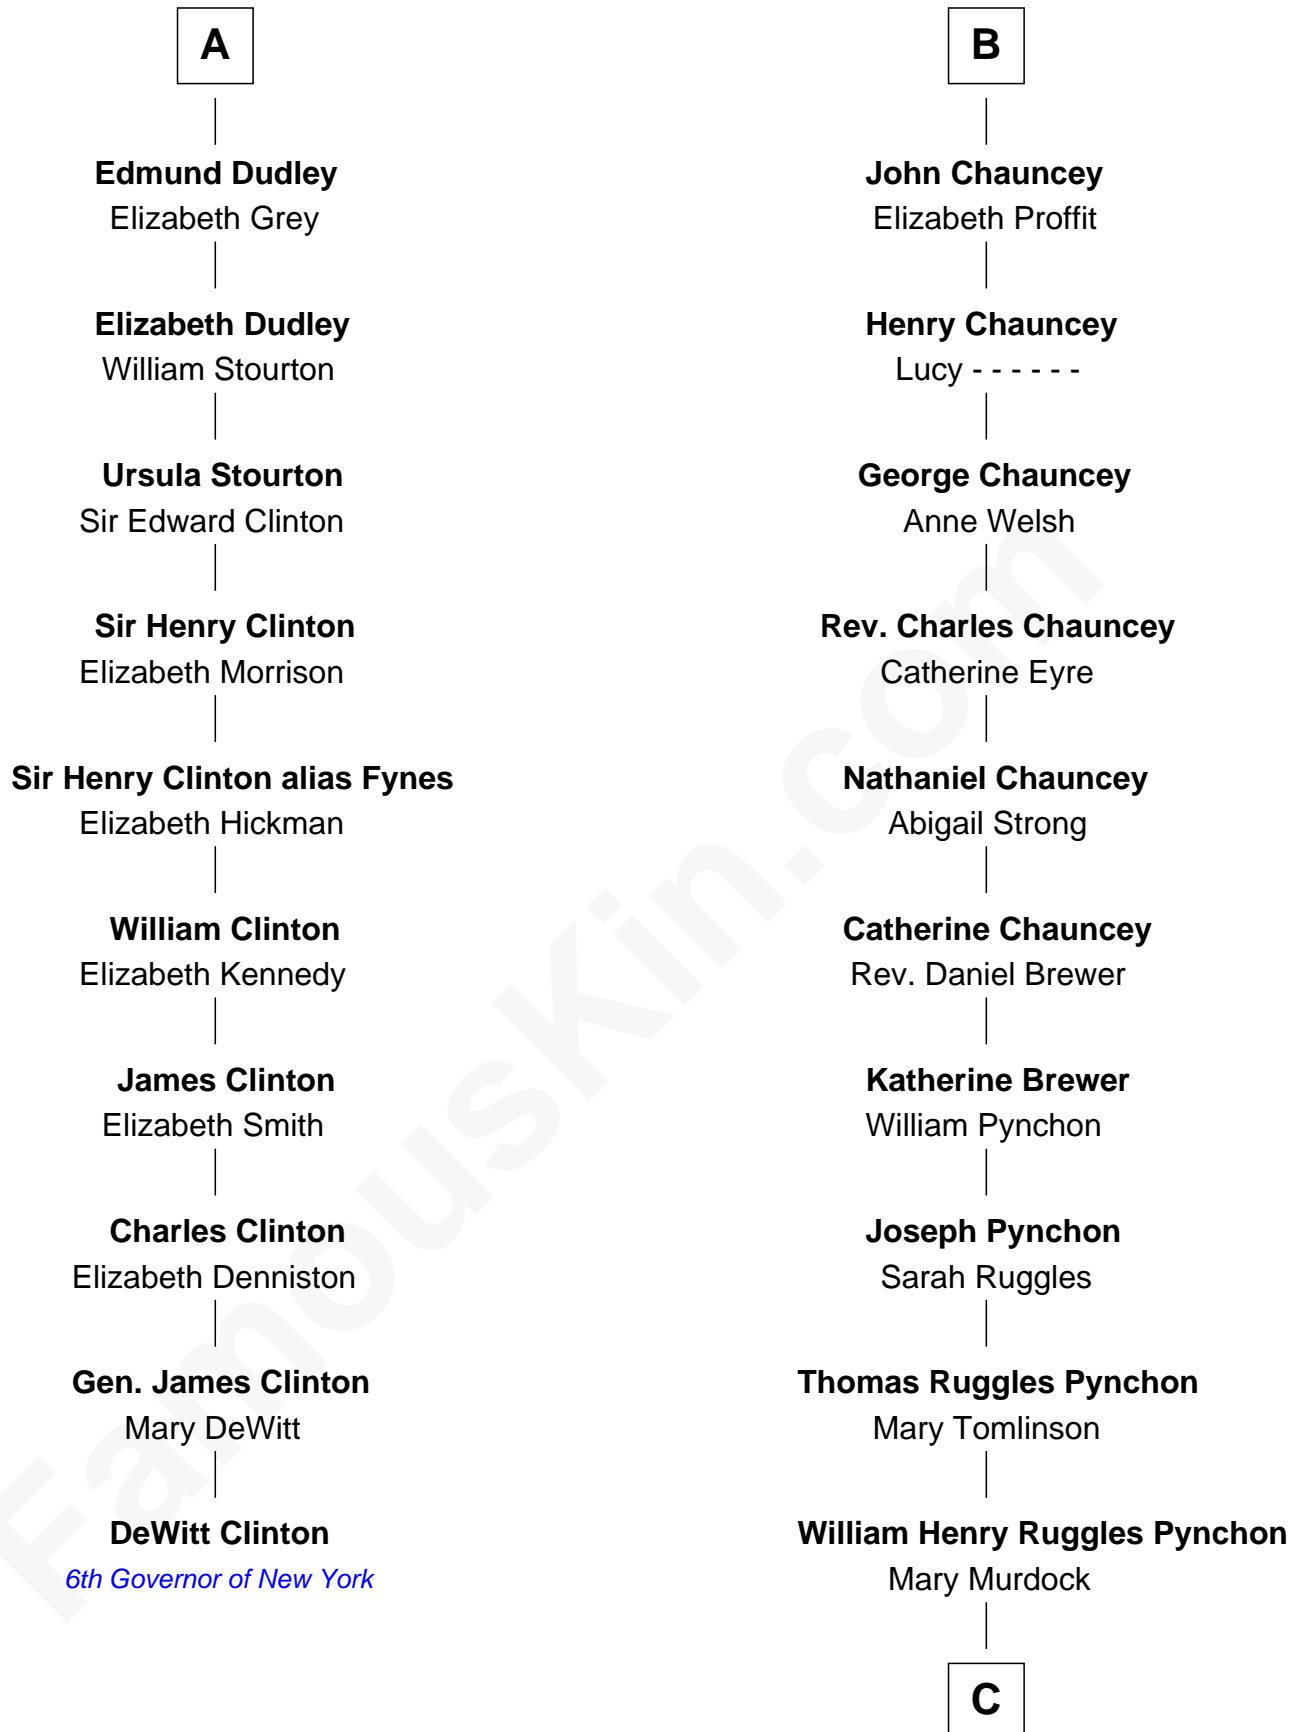 A
Edmund Dudley
Elizabeth Grey
Elizabeth Dudley
William Stourton
Ursula Stourton
Sir Edward Clinton
Sir Henry Clinton
Elizabeth Morrison
Sir Henry Clinton alias Fynes
Elizabeth Hickman
William Clinton
Elizabeth Kennedy
James Clinton
Elizabeth Smith
Charles Clinton
Elizabeth Denniston
Gen. James Clinton
Mary DeWitt
DeWitt Clinton
6th Governor of New York
B
John Chauncey
Elizabeth Proffit
Henry Chauncey
Lucy - - - - - -
George Chauncey
Anne Welsh
Rev. Charles Chauncey
Catherine Eyre
Nathaniel Chauncey
Abigail Strong
Catherine Chauncey
Rev. Daniel Brewer
Katherine Brewer
William Pynchon
Joseph Pynchon
Sarah Ruggles
Thomas Ruggles Pynchon
Mary Tomlinson
William Henry Ruggles Pynchon
Mary Murdock
C
FamousKin.com